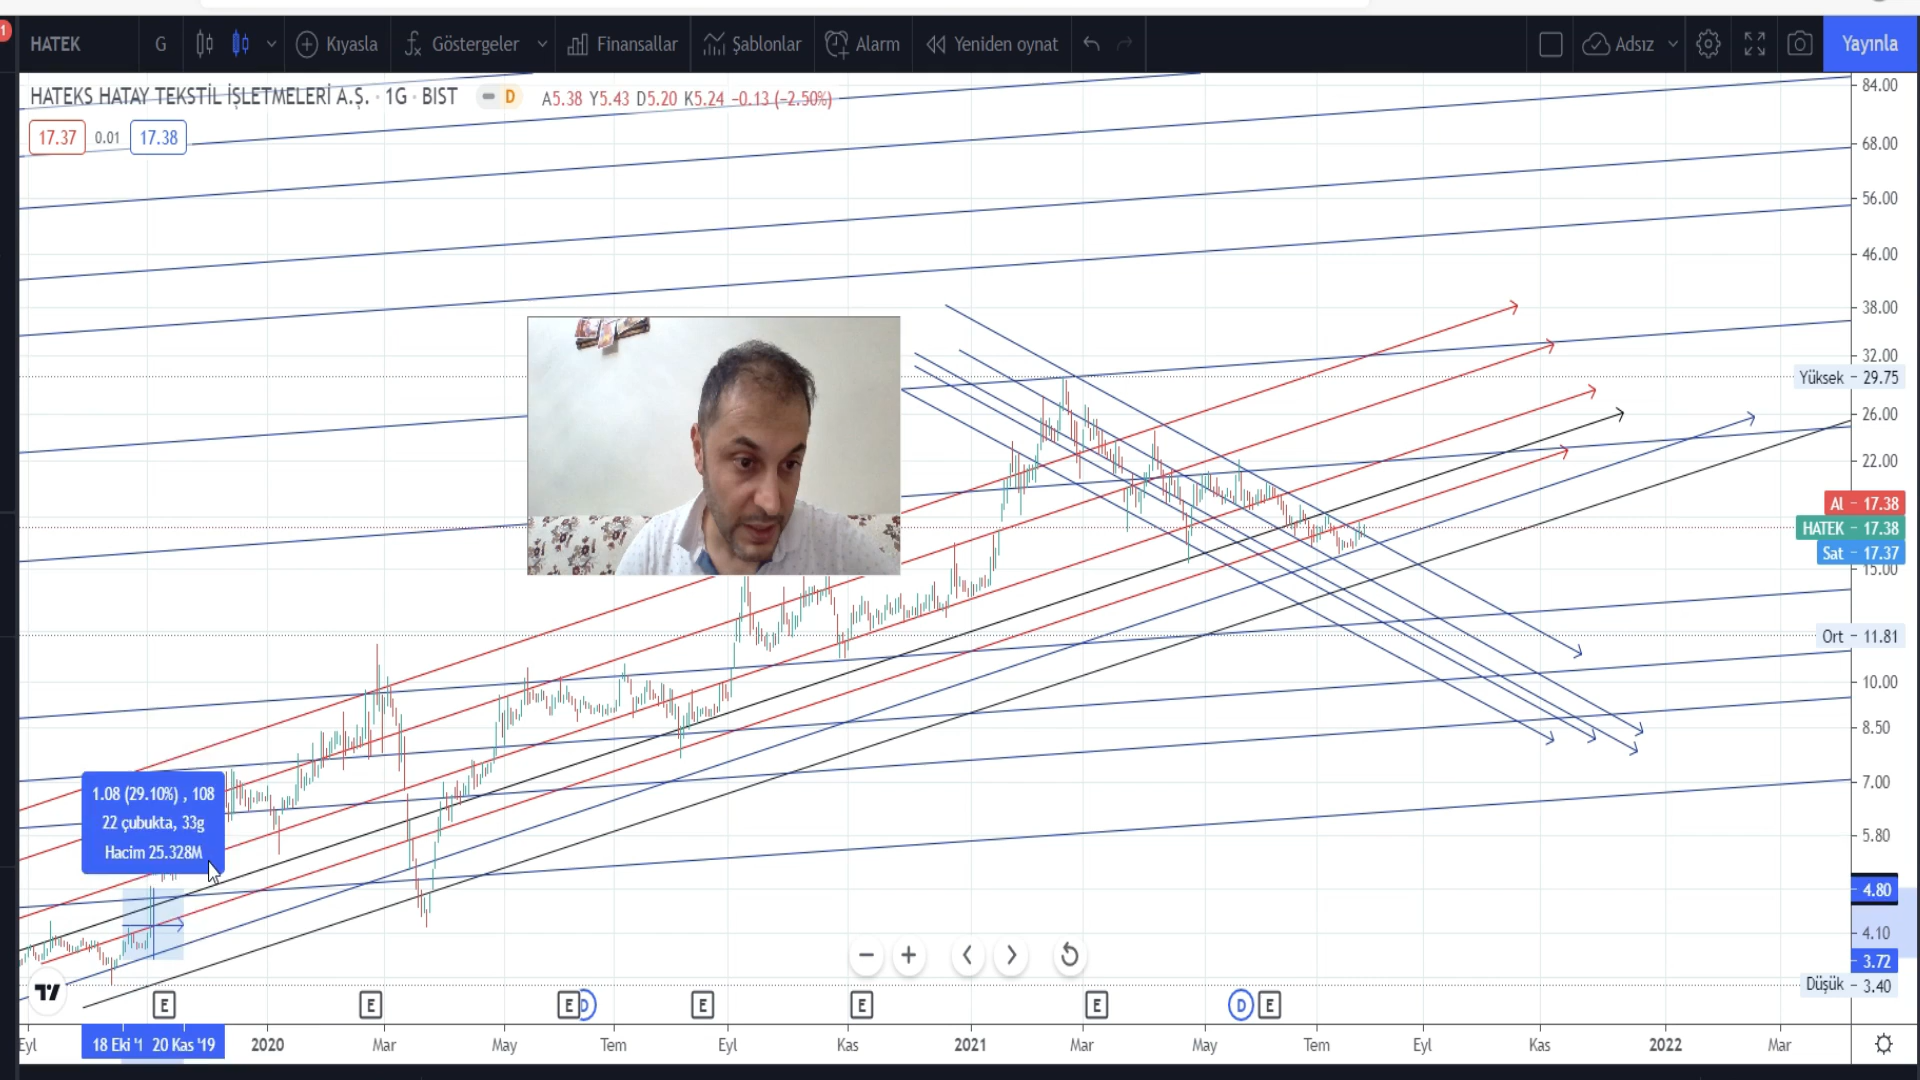 1
HATEK
G
Kıyasla
Göstergeler
Finansallar
Şablonlar
Alarm
Yeniden oynat
Adsız
Yayınla
HATEKS HATAY TEKSTİL İŞLETMELERİ A.Ş. · 1G · BIST
D
A5.38 Y5.43 D5.20 K5.24 −0.13 (−2.50%)
17.37 0.01 17.38
84.00
68.00
56.00
46.00
38.00
32.00
Yüksek 29.75
26.00
22.00
Al 17.38
HATEK 17.38
Sat 17.37
15.00
Ort 11.81
10.00
8.50
7.00
5.80
4.80
4.10
3.72
Düşük 3.40
1.08 (29.10%) , 108
22 çubukta, 33g
Hacim 25.328M
E E E D E E E D E
Eyl 18 Eki '1 20 Kas '19 2020 Mar May Tem Eyl Kas 2021 Mar May Tem Eyl Kas 2022 Mar